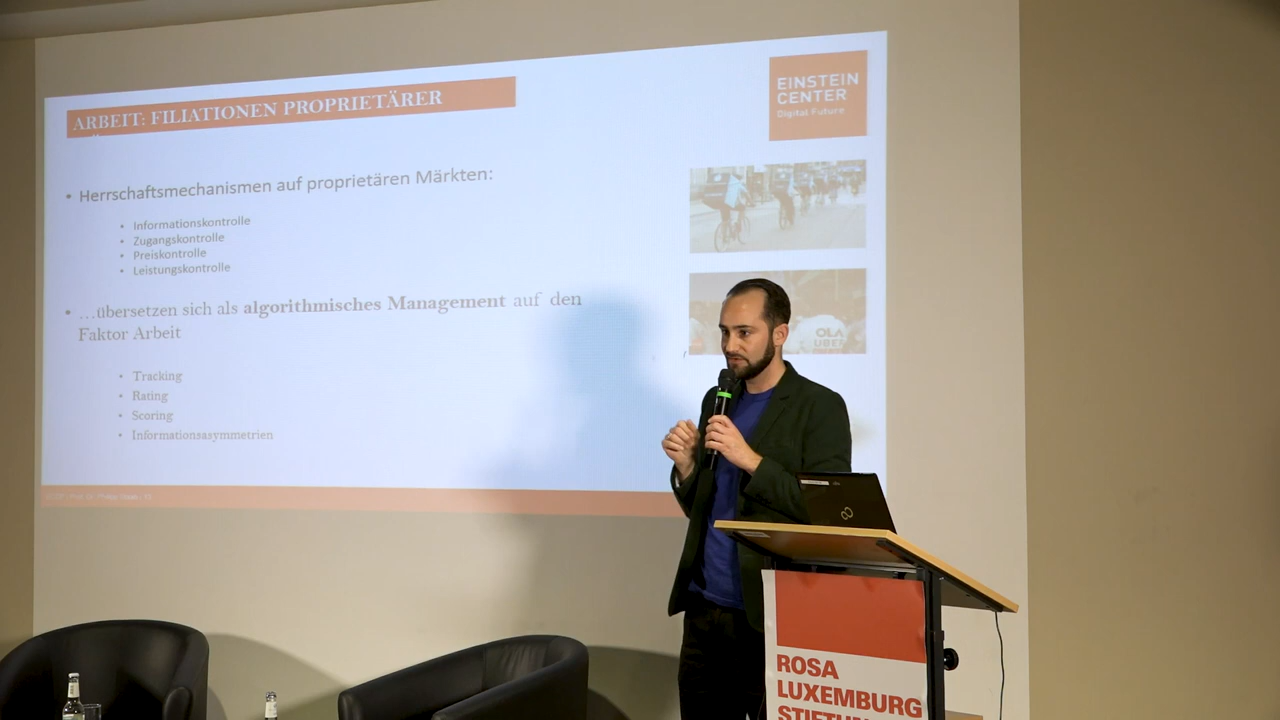 ARBEIT: FILIATIONEN PROPRIETÄRER
EINSTEIN
CENTER
Digital Future
• Herrschaftsmechanismen auf proprietären Märkten:
• Informationskontrolle
• Zugangskontrolle
• Preiskontrolle
• Leistungskontrolle
• …übersetzen sich als algorithmisches Management auf den
Faktor Arbeit
• Tracking
• Rating
• Scoring
• Informationsasymmetrien
OLA
UBER
ROSA
LUXEMBURG
STIFTUNG